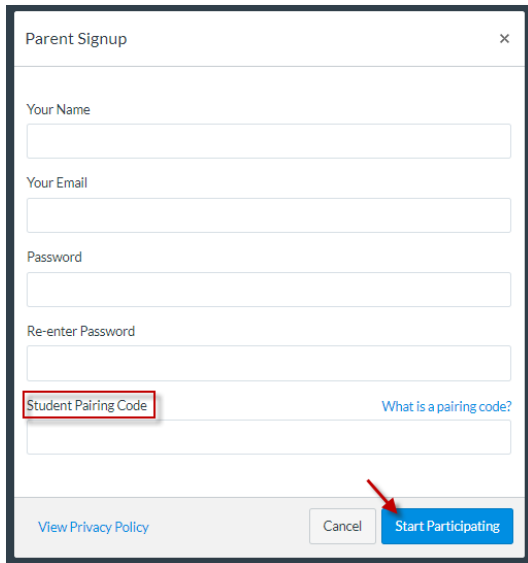 Parent Signup ×
Your Name
Your Email
Password
Re-enter Password
Student Pairing Code What is a pairing code?
View Privacy Policy Cancel Start Participating